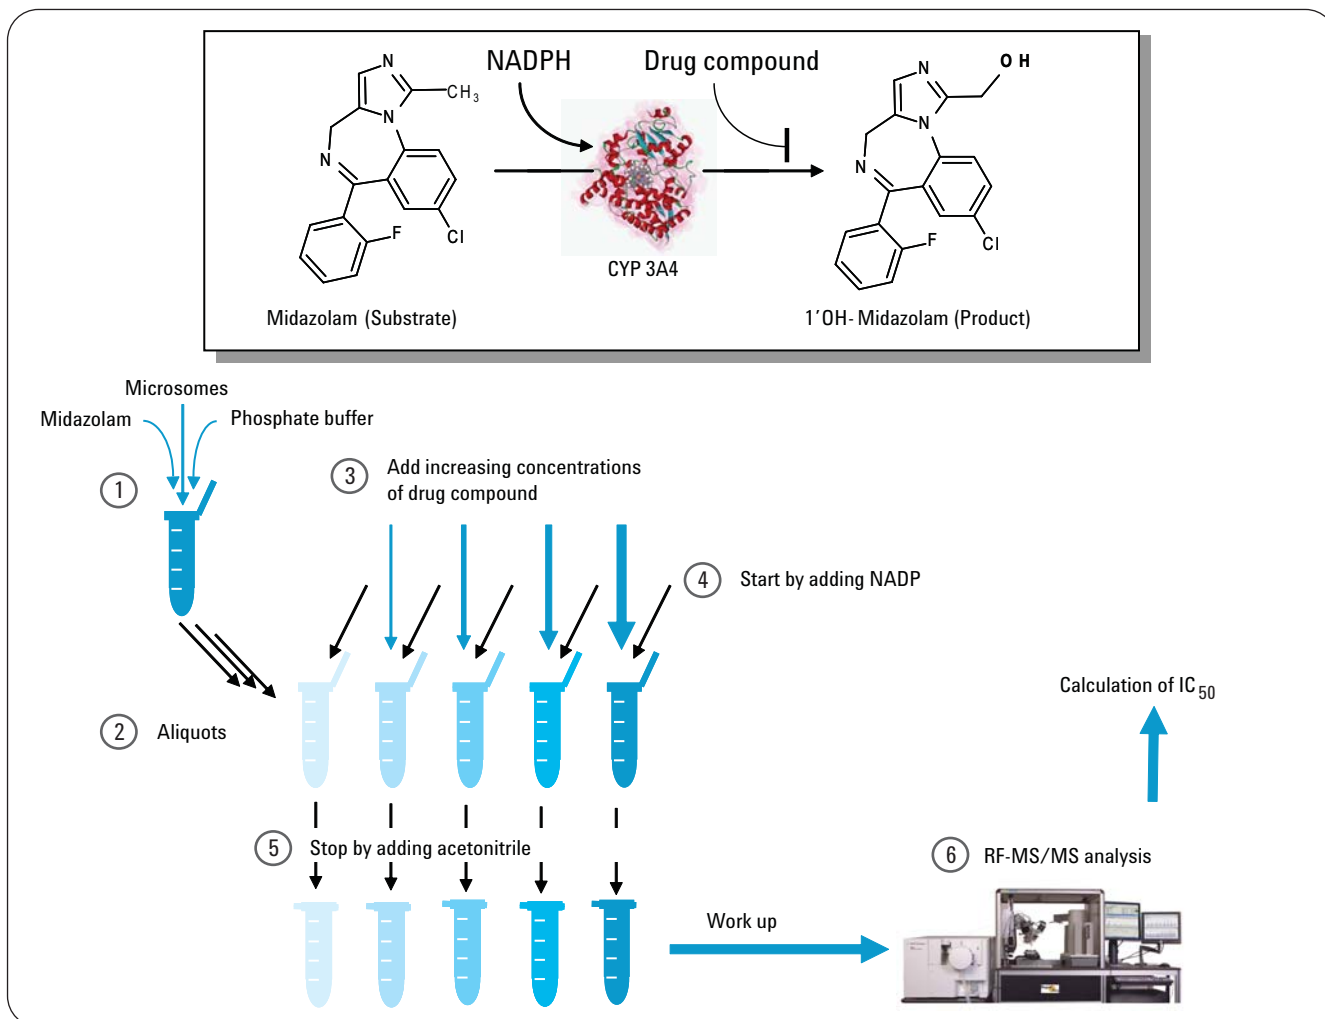 NADPH
Drug compound
N
CH3
N
N
F
Cl
CYP 3A4
Midazolam (Substrate)
N
OH
N
N
F
Cl
1'OH- Midazolam (Product)
Microsomes
Midazolam
Phosphate buffer
1
3
Add increasing concentrations
of drug compound
4
Start by adding NADP
2
Aliquots
Calculation of IC50
5
Stop by adding acetonitrile
6
RF-MS/MS analysis
Work up